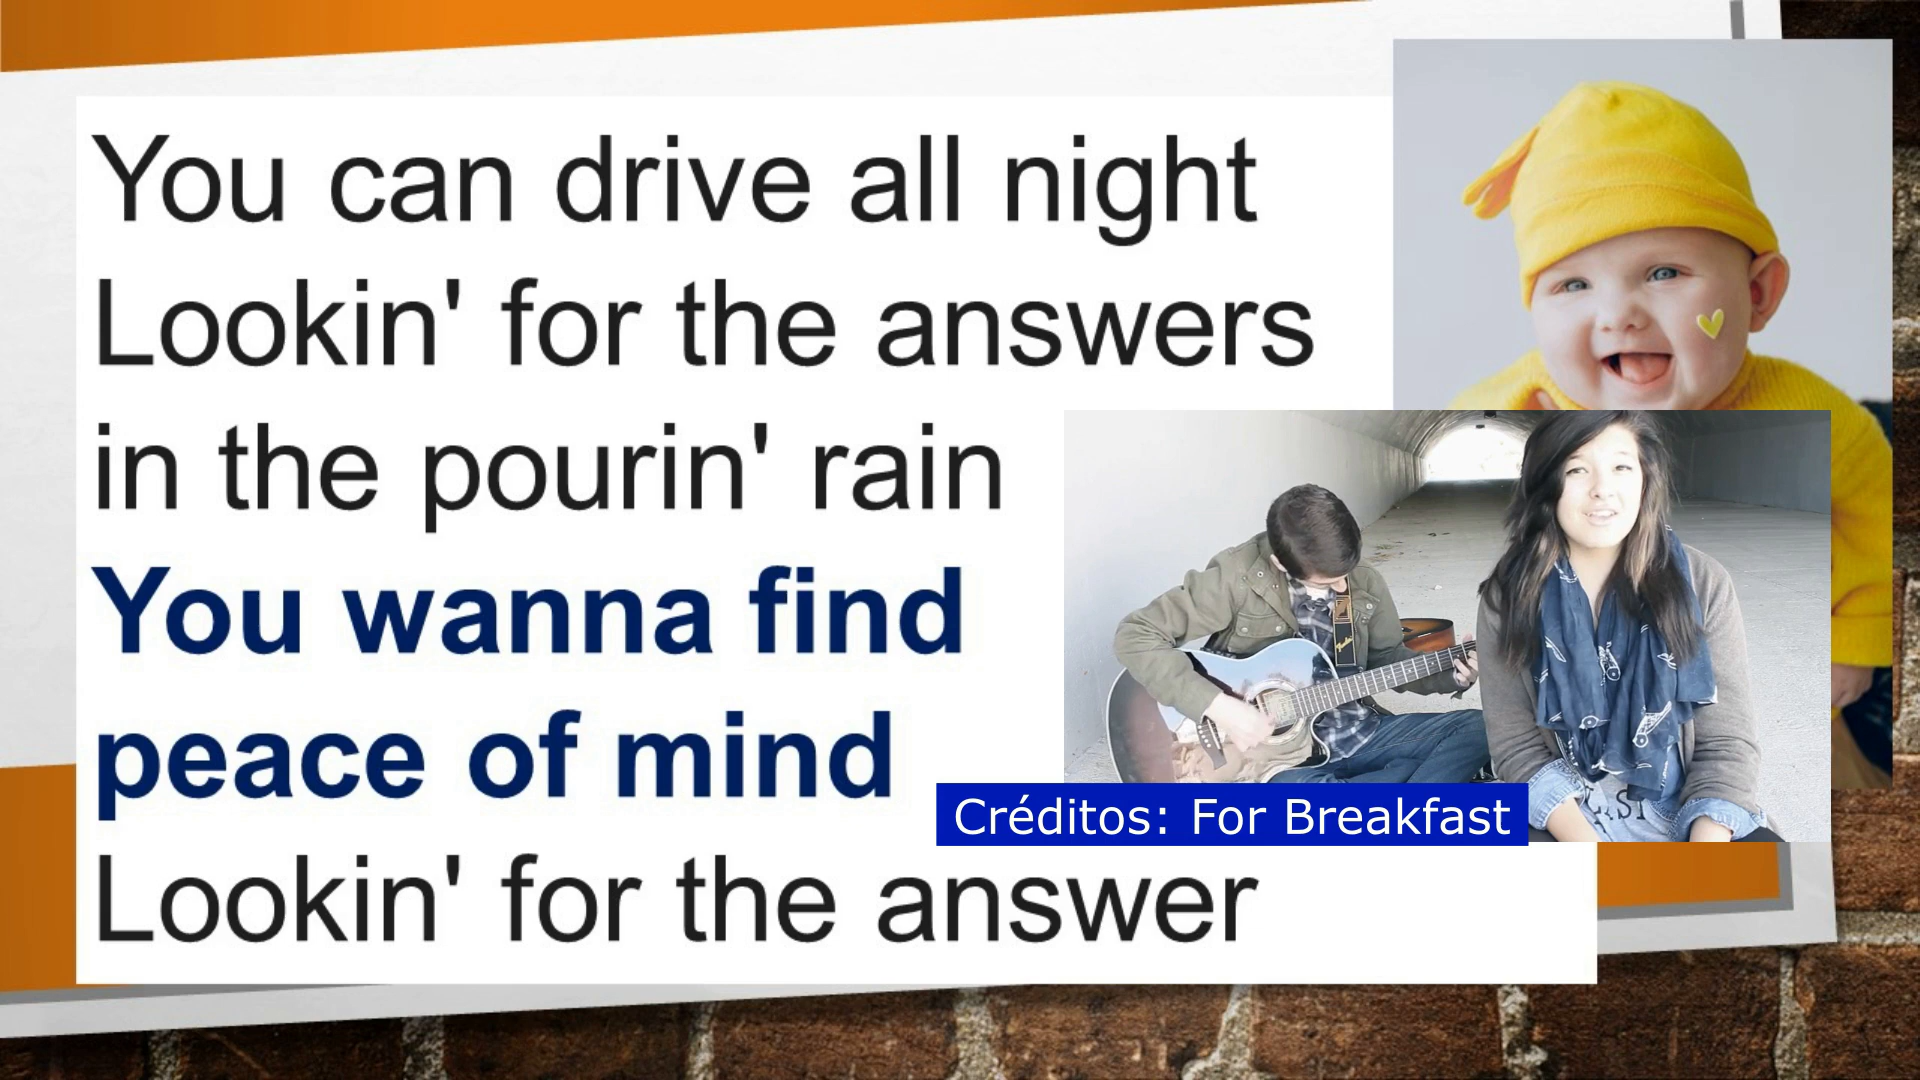 You can drive all night
Lookin' for the answers
in the pourin' rain
You wanna find
peace of mind
Lookin' for the answer
Créditos: For Breakfast